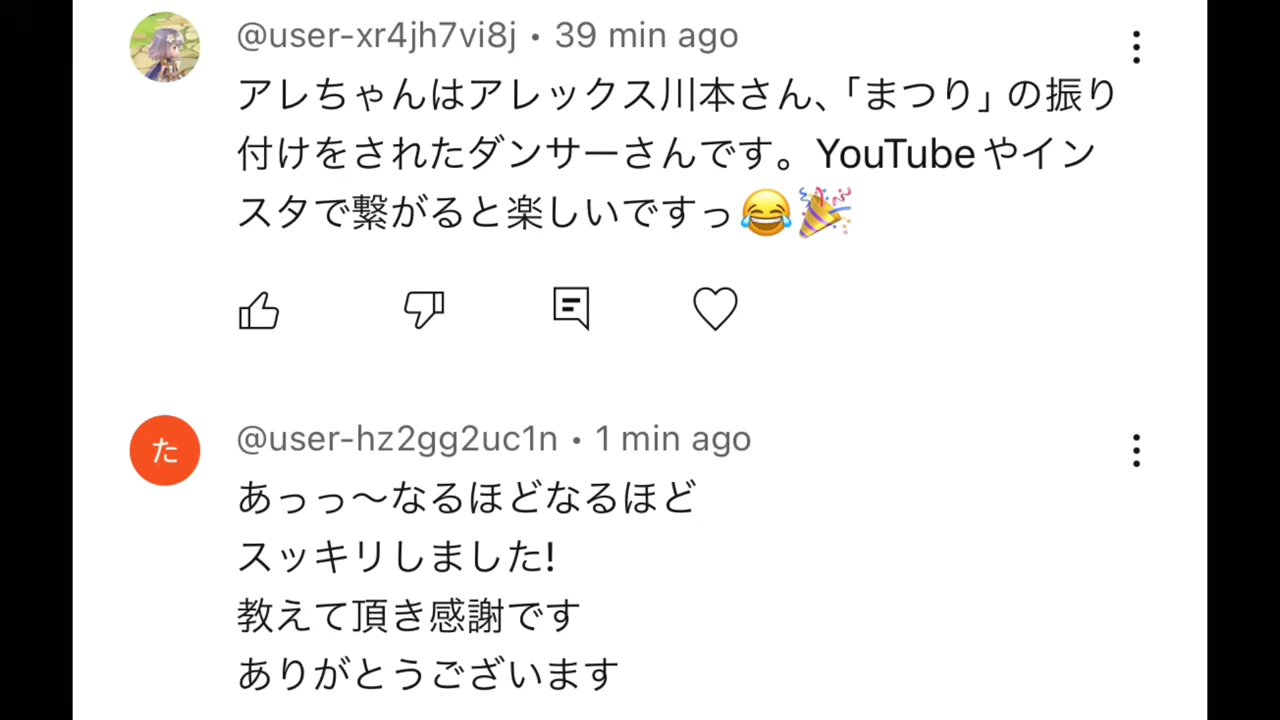 @user-xr4jh7vi8j • 39 min ago
アレちゃんはアレックス川本さん、「まつり」の振り
付けをされたダンサーさんです。YouTubeやイン
スタで繋がると楽しいですっ😂🎉
た
@user-hz2gg2uc1n • 1 min ago
あっっ〜なるほどなるほど
スッキリしました!
教えて頂き感謝です
ありがとうございます